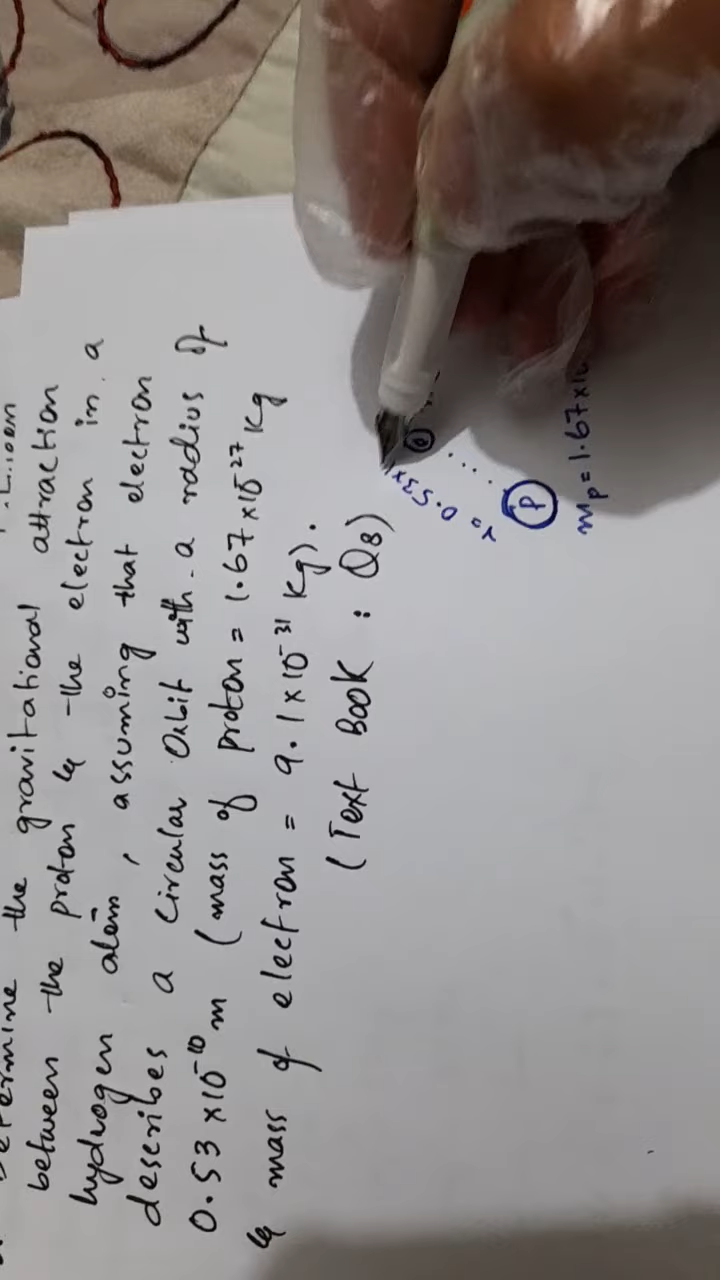 the gravitational attraction
between the proton & the electron in a
hydrogen atom, assuming that electron
describes a circular orbit with a radius of
0.53 × 10⁻¹⁰ m (mass of proton = 1.67 × 10⁻²⁷ kg
& mass of electron = 9.1 × 10⁻³¹ kg).
(Text Book : Q8)
e
r = 0.53×
p
mp = 1.67×10